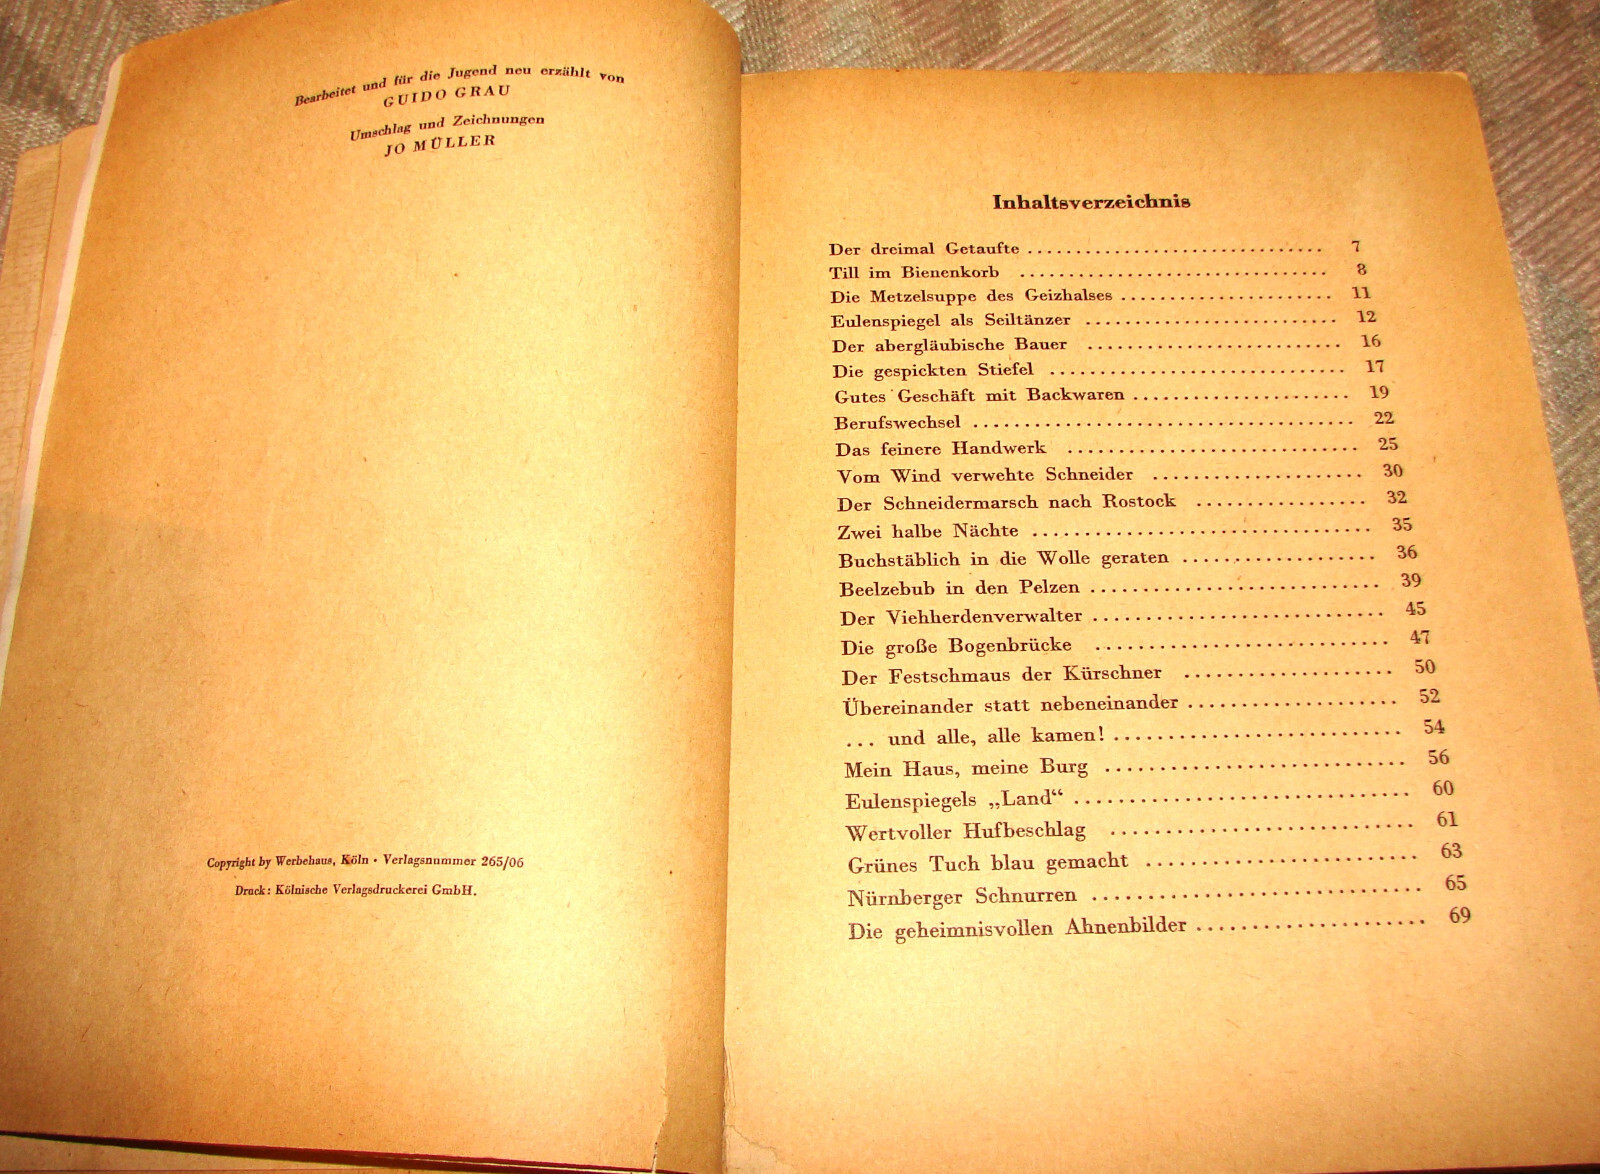 Bearbeitet und für die Jugend neu erzählt von
GUIDO GRAU
Umschlag und Zeichnungen
JO MÜLLER
Copyright by Werbehaus, Köln • Verlagsnummer 265/06
Druck: Kölnische Verlagsdruckerei GmbH.
Inhaltsverzeichnis
Der dreimal Getaufte .............................. 7
Till im Bienenkorb ............................... 8
Die Metzelsuppe des Geizhalses ...................... 11
Eulenspiegel als Seiltänzer .......................... 12
Der abergläubische Bauer .......................... 16
Die gespickten Stiefel .............................. 17
Gutes Geschäft mit Backwaren ...................... 19
Berufswechsel ...................................... 22
Das feinere Handwerk ............................. 25
Vom Wind verwehte Schneider ..................... 30
Der Schneidermarsch nach Rostock ................. 32
Zwei halbe Nächte .................................. 35
Buchstäblich in die Wolle geraten .................... 36
Beelzebub in den Pelzen ............................. 39
Der Viehherdenverwalter ............................. 45
Die große Bogenbrücke ............................. 47
Der Festschmaus der Kürschner .................... 50
Übereinander statt nebeneinander .................... 52
... und alle, alle kamen! ............................ 54
Mein Haus, meine Burg ............................. 56
Eulenspiegels „Land“ ................................ 60
Wertvoller Hufbeschlag ............................. 61
Grünes Tuch blau gemacht ......................... 63
Nürnberger Schnurren .............................. 65
Die geheimnisvollen Ahnenbilder ..................... 69